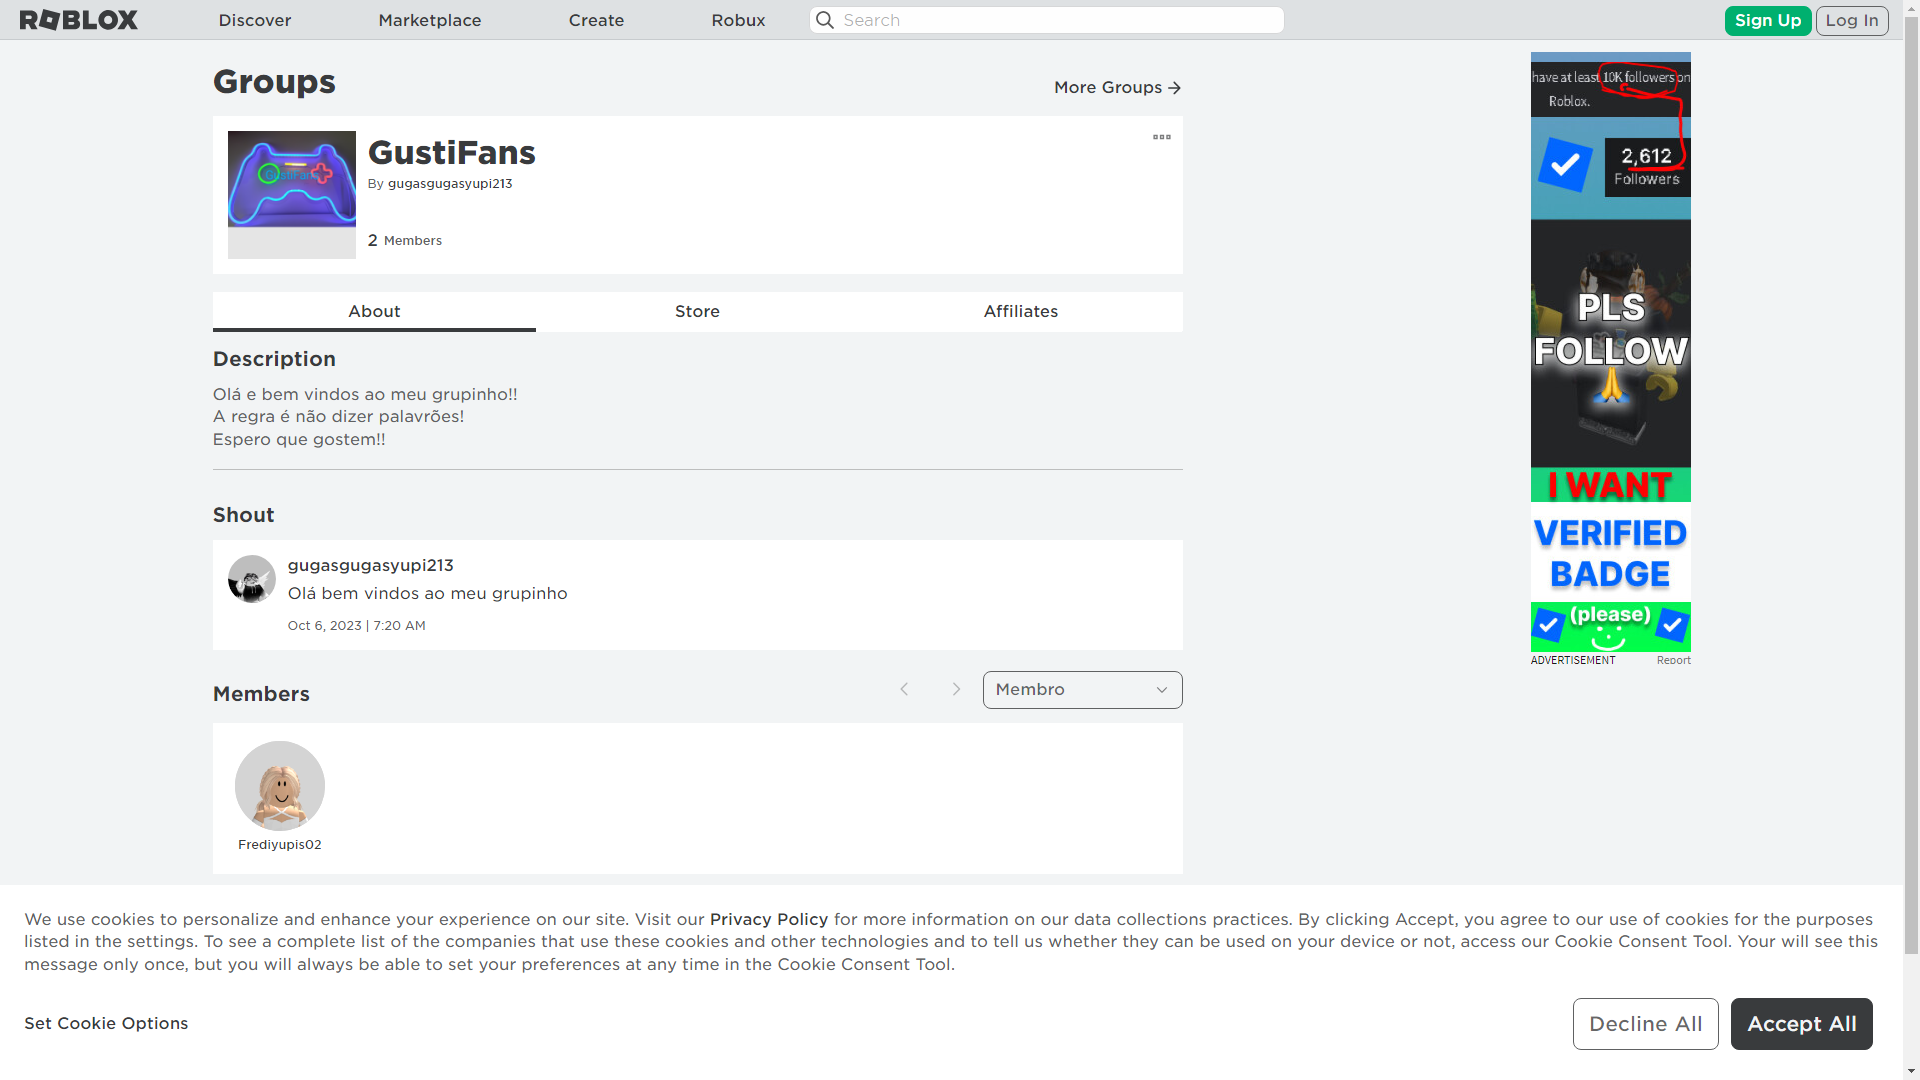 ROBLOX
Discover
Marketplace
Create
Robux
Search
Sign Up
Log In
Groups
More Groups
GustiFans
GustiFans
By gugasgugasyupi213
2 Members
About
Store
Affiliates
Description
Olá e bem vindos ao meu grupinho!!
A regra é não dizer palavrões!
Espero que gostem!!
Shout
gugasgugasyupi213
Olá bem vindos ao meu grupinho
Oct 6, 2023 | 7:20 AM
Members
Membro
Frediyupis02
have at least 10K followers on
Roblox.
2,612
Followers
PLS
FOLLOW
I WANT
VERIFIED
BADGE
(please)
ADVERTISEMENT
Report
We use cookies to personalize and enhance your experience on our site. Visit our Privacy Policy for more information on our data collections practices. By clicking Accept, you agree to our use of cookies for the purposes
listed in the settings. To see a complete list of the companies that use these cookies and other technologies and to tell us whether they can be used on your device or not, access our Cookie Consent Tool. Your will see this
message only once, but you will always be able to set your preferences at any time in the Cookie Consent Tool.
Set Cookie Options
Decline All
Accept All